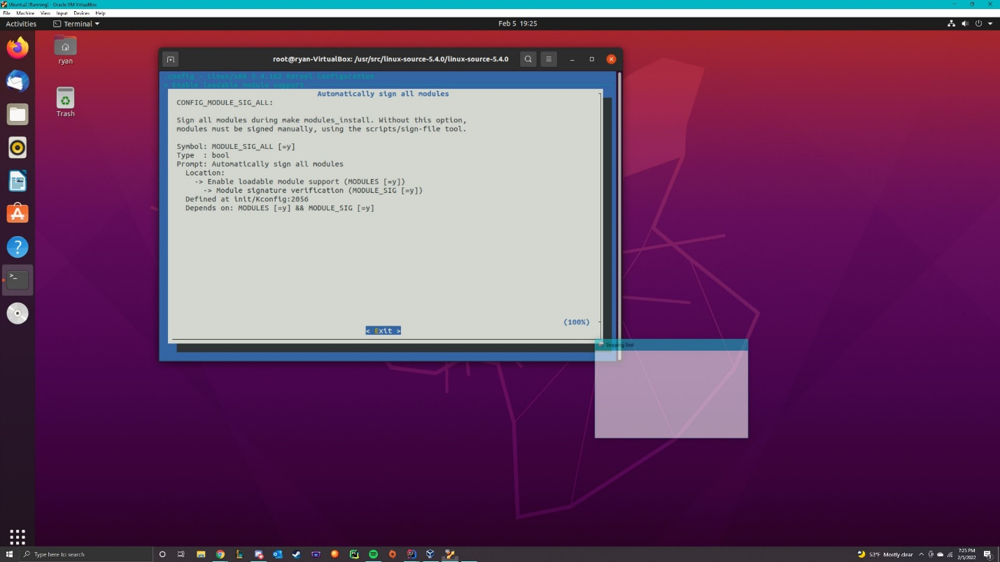 Ubuntu2 [Running] - Oracle VM VirtualBox
File Machine View Input Devices Help
Activities
Terminal
Feb 5 19:25
ryan
Trash
root@ryan-VirtualBox: /usr/src/linux-source-5.4.0/linux-source-5.4.0
.config - Linux/x86 5.4.162 Kernel Configuration
> Enable loadable module support
Automatically sign all modules
CONFIG_MODULE_SIG_ALL:
Sign all modules during make modules_install. Without this option,
modules must be signed manually, using the scripts/sign-file tool.
Symbol: MODULE_SIG_ALL [=y]
Type  : bool
Prompt: Automatically sign all modules
Location:
-> Enable loadable module support (MODULES [=y])
-> Module signature verification (MODULE_SIG [=y])
Defined at init/Kconfig:2056
Depends on: MODULES [=y] && MODULE_SIG [=y]
(100%)
< Exit >
Snipping Tool
Type here to search
53°F Mostly clear
7:25 PM
2/5/2022